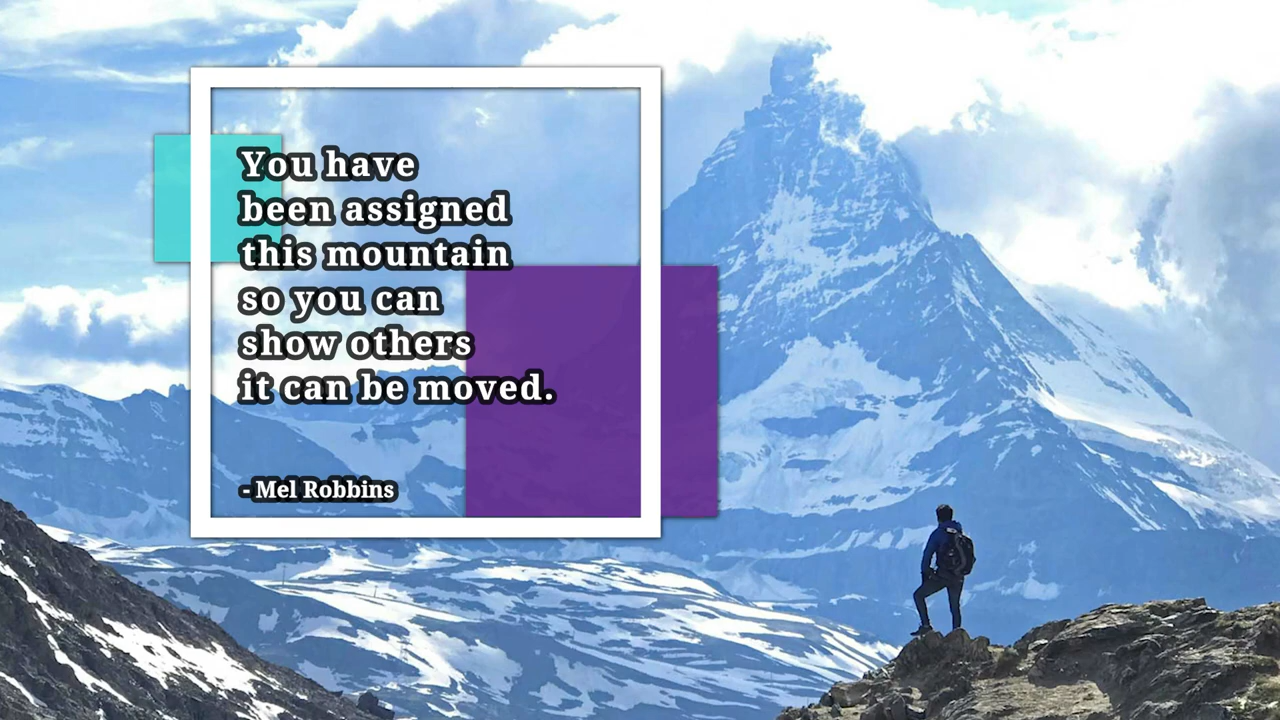 You have
been assigned
this mountain
so you can
show others
it can be moved.
- Mel Robbins